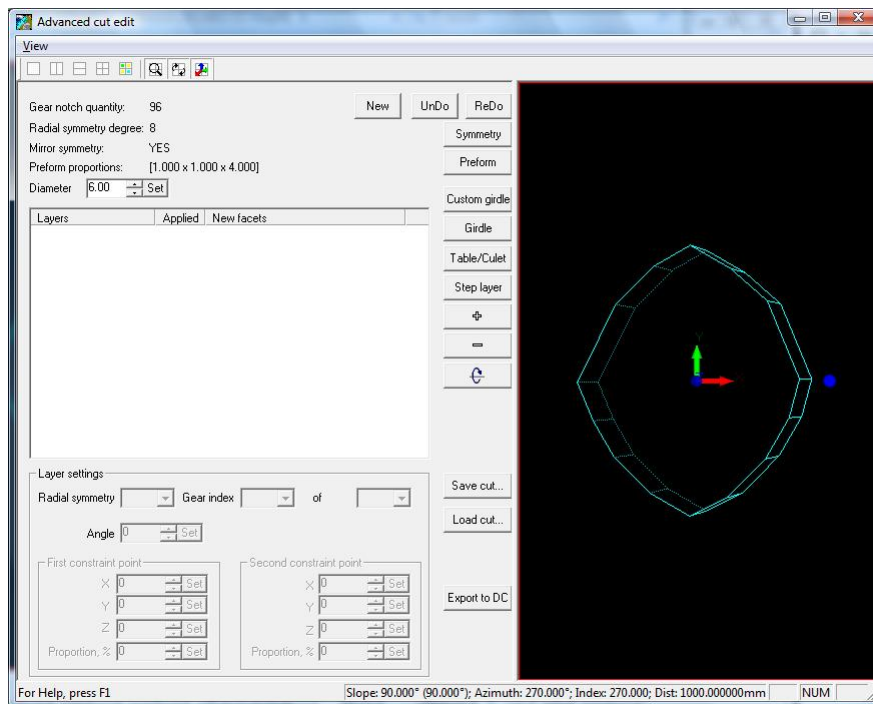 Advanced cut edit
View
Gear notch quantity: 96
New UnDo ReDo
Radial symmetry degree: 8
Symmetry
Mirror symmetry: YES
Preform
Preform proportions: [1.000 x 1.000 x 4.000]
Diameter 6.00 Set
Custom girdle
Layers Applied New facets
Girdle
Table/Culet
Step layer
Layer settings
Radial symmetry Gear index of
Save cut...
Load cut...
Angle 0 Set
First constraint point Second constraint point
X 0 Set X 0 Set
Y 0 Set Y 0 Set
Z 0 Set Z 0 Set
Export to DC
Proportion, % 0 Set Proportion, % 0 Set
For Help, press F1 Slope: 90.000° (90.000°); Azimuth: 270.000°; Index: 270.000; Dist: 1000.000000mm NUM